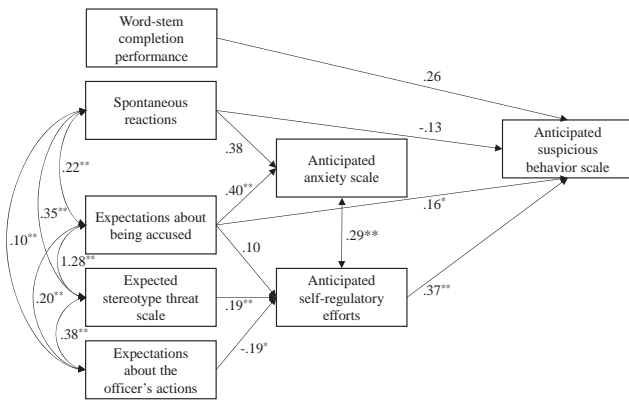 Word-stem
completion
performance
.26
Spontaneous
reactions
-.13
Anticipated
suspicious
behavior scale
.38
Anticipated
anxiety scale
.22**
.40**
.35**
Expectations about
being accused
.16*
.10**
.10
.29**
1.28**
.20**
Expected
stereotype threat
scale
.19**
Anticipated
self-regulatory
efforts
.37**
.38**
-.19*
Expectations
about the
officer's actions